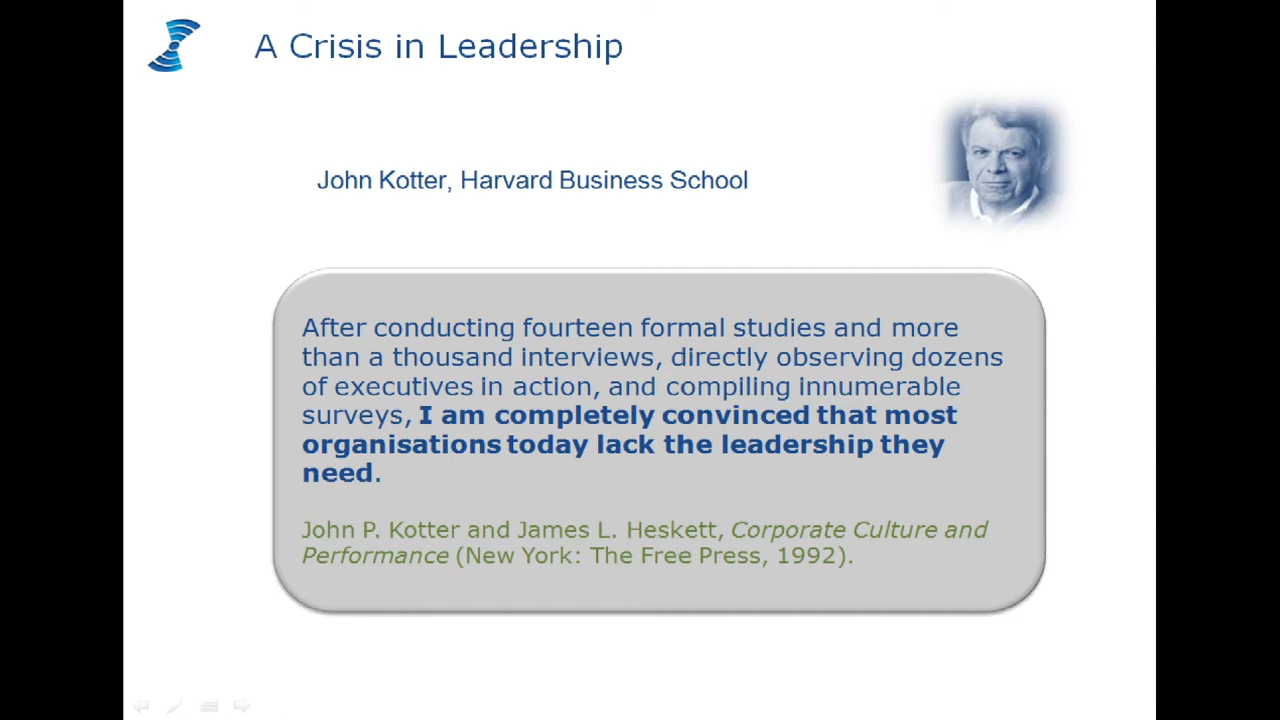 A Crisis in Leadership
John Kotter, Harvard Business School
After conducting fourteen formal studies and more
than a thousand interviews, directly observing dozens
of executives in action, and compiling innumerable
surveys, I am completely convinced that most
organisations today lack the leadership they
need.
John P. Kotter and James L. Heskett, Corporate Culture and
Performance (New York: The Free Press, 1992).